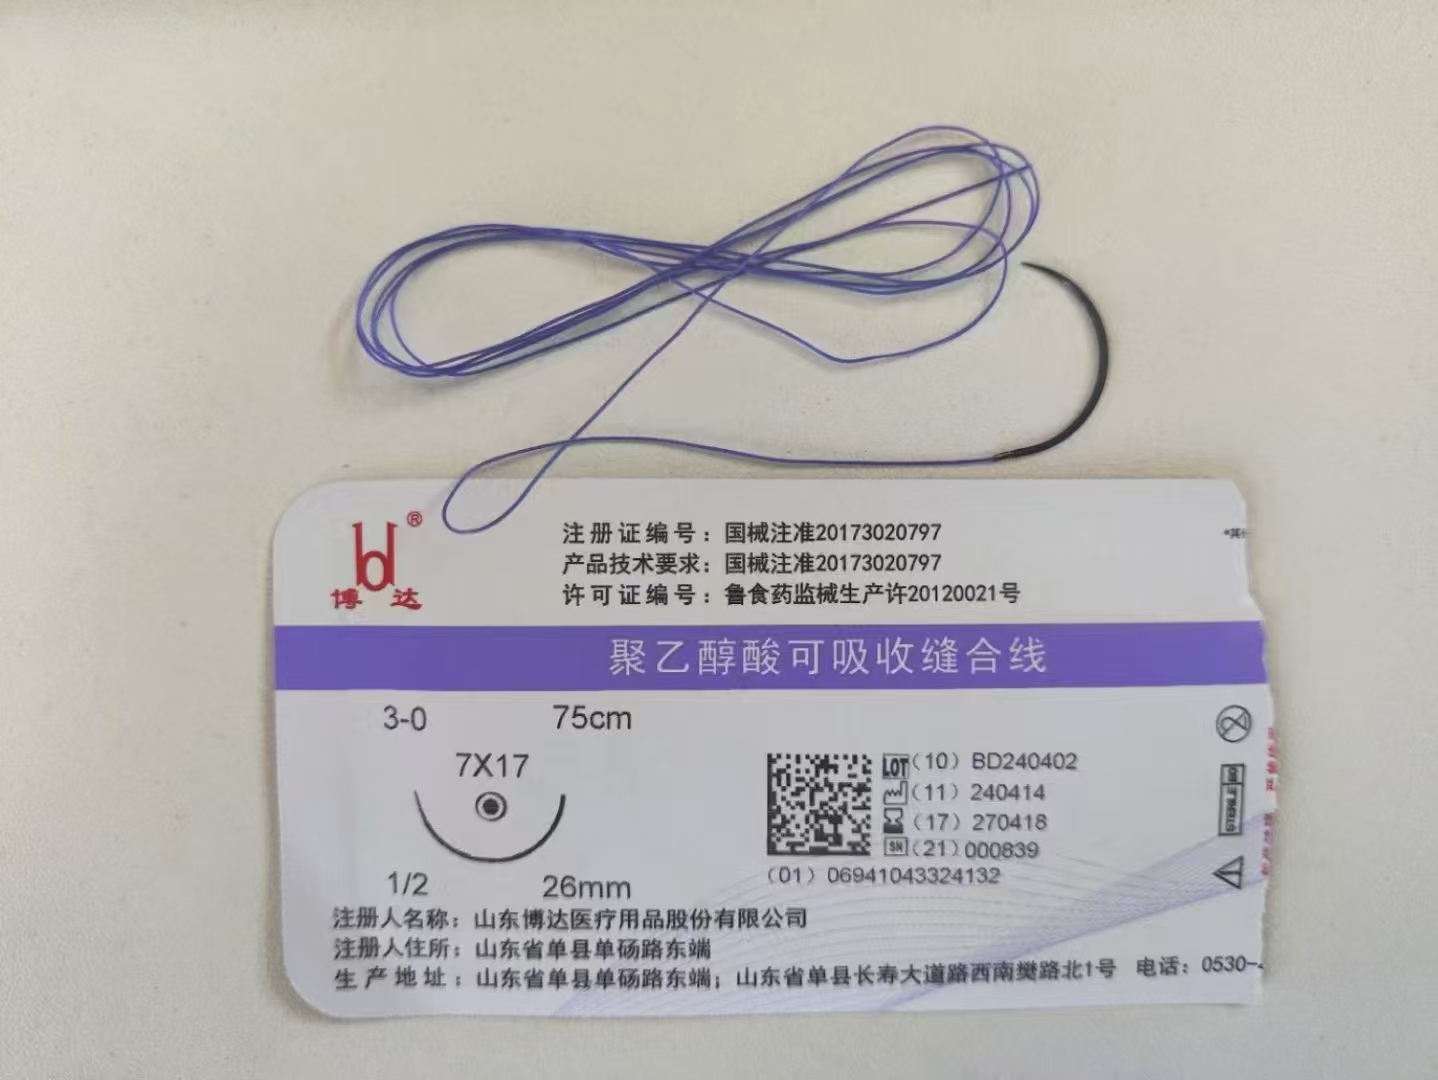 bd®
博达
注册证编号：国械注准20173020797
产品技术要求：国械注准20173020797
许可证编号：鲁食药监械生产许20120021号
聚乙醇酸可吸收缝合线
3-0 75cm
7X17
1/2 26mm
LOT（10）BD240402
（11）240414
（17）270418
SN（21）000839
（01）06941043324132
STERILE EO
注册人名称：山东博达医疗用品股份有限公司
注册人住所：山东省单县单砀路东端
生产地址：山东省单县单砀路东端；山东省单县长寿大道路西南樊路北1号 电话：0530-